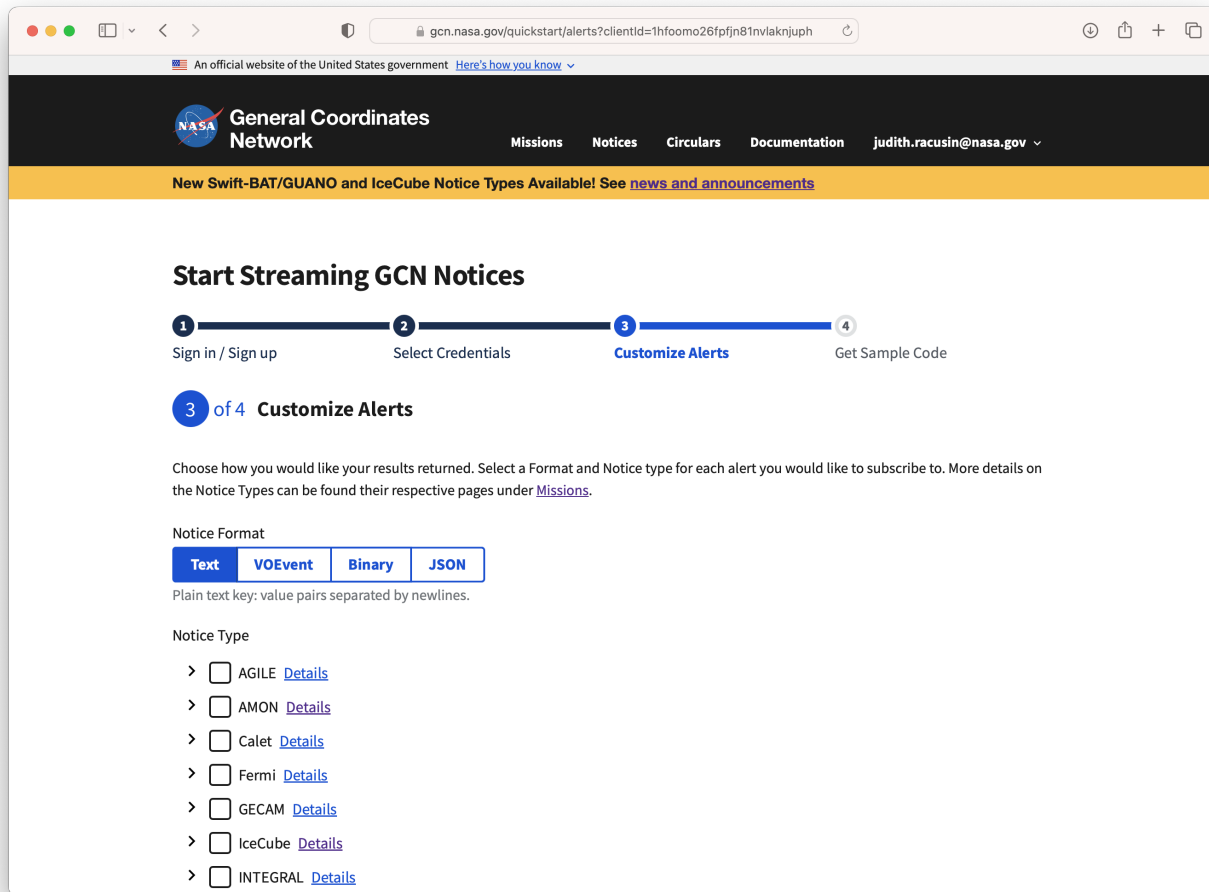 gcn.nasa.gov/quickstart/alerts?clientId=1hfoomo26fpfjn81nvlaknjuph
An official website of the United States government Here's how you know
NASA
General Coordinates
Network
Missions Notices Circulars Documentation judith.racusin@nasa.gov
New Swift-BAT/GUANO and IceCube Notice Types Available! See news and announcements
Start Streaming GCN Notices
1 2 3 4
Sign in / Sign up Select Credentials Customize Alerts Get Sample Code
3 of 4 Customize Alerts
Choose how you would like your results returned. Select a Format and Notice type for each alert you would like to subscribe to. More details on
the Notice Types can be found their respective pages under Missions.
Notice Format
Text VOEvent Binary JSON
Plain text key: value pairs separated by newlines.
Notice Type
AGILE Details
AMON Details
Calet Details
Fermi Details
GECAM Details
IceCube Details
INTEGRAL Details